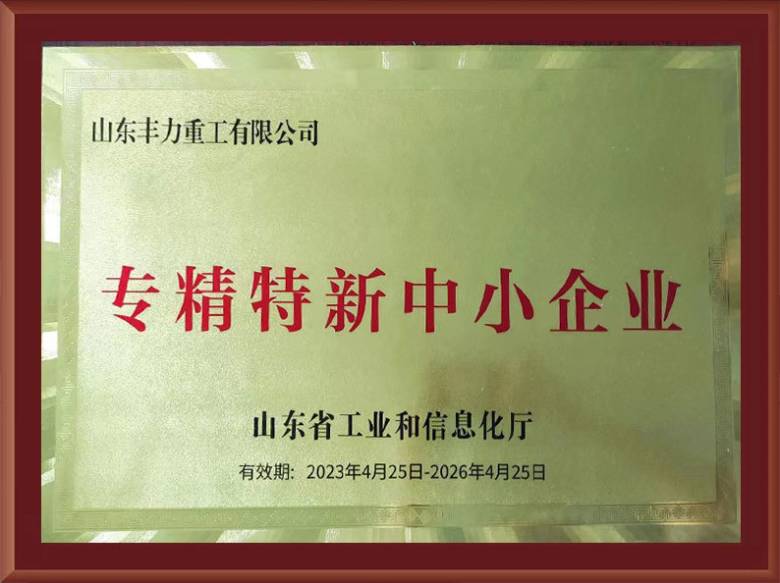 山东丰力重工有限公司
专精特新中小企业
山东省工业和信息化厅
有效期：2023年4月25日-2026年4月25日